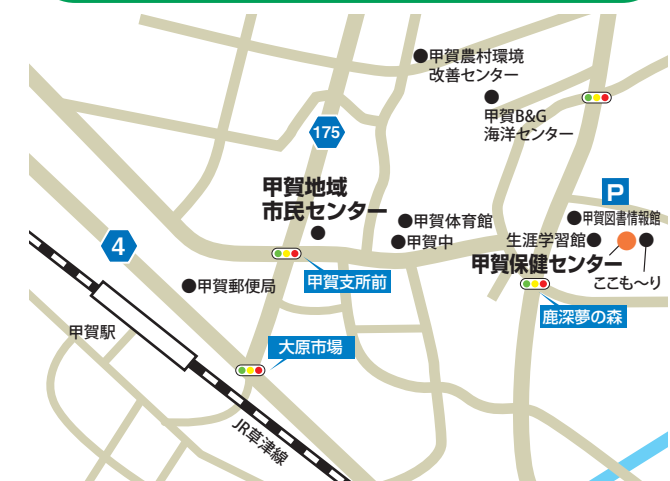 甲賀農村環境
改善センター
甲賀B&G
海洋センター
175
甲賀地域
市民センター
P
甲賀図書情報館
甲賀体育館
甲賀中
生涯学習館
甲賀保健センター
ここも〜り
4
甲賀郵便局
甲賀支所前
鹿深夢の森
甲賀駅
大原市場
JR草津線